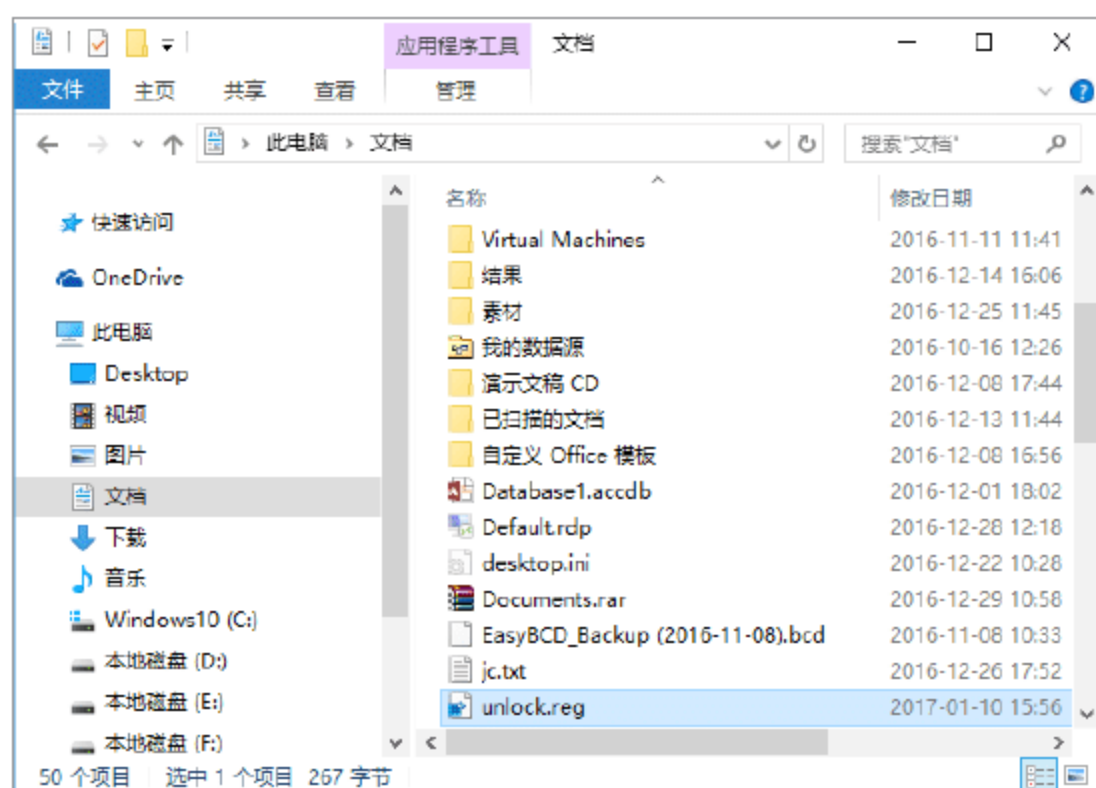 应用程序工具 文档
文件 主页 共享 查看 管理
此电脑 文档 搜索"文档"
名称 修改日期
快速访问
OneDrive
此电脑
Desktop
视频
图片
文档
下载
音乐
Windows10 (C:)
本地磁盘 (D:)
本地磁盘 (E:)
本地磁盘 (F:)
Virtual Machines 2016-11-11 11:41
结果 2016-12-14 16:06
素材 2016-12-25 11:45
我的数据源 2016-10-16 12:26
演示文稿 CD 2016-12-08 17:44
已扫描的文档 2016-12-13 11:44
自定义 Office 模板 2016-12-08 16:56
Database1.accdb 2016-12-01 18:02
Default.rdp 2016-12-28 12:18
desktop.ini 2016-12-22 10:28
Documents.rar 2016-12-29 10:58
EasyBCD_Backup (2016-11-08).bcd 2016-11-08 10:33
jc.txt 2016-12-26 17:52
unlock.reg 2017-01-10 15:56
50 个项目 选中 1 个项目 267 字节